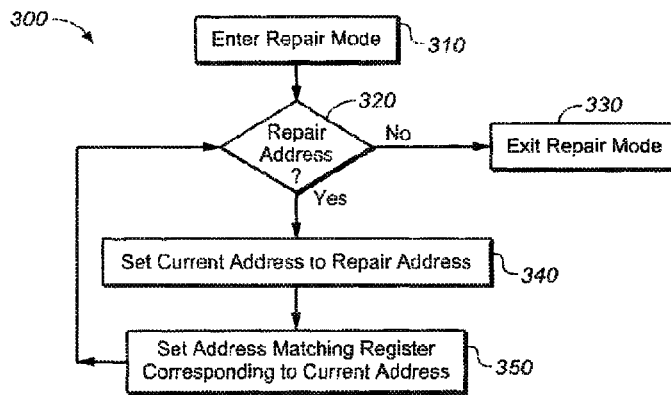 300
Enter Repair Mode
310
320
Repair
Address
?
No
330
Exit Repair Mode
Yes
Set Current Address to Repair Address
340
Set Address Matching Register
Corresponding to Current Address
350